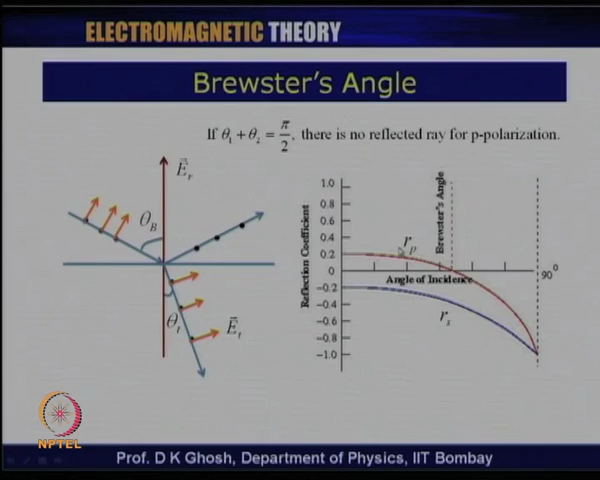 ELECTROMAGNETIC THEORY
Brewster's Angle
If θ₁ + θ₂ = π/2, there is no reflected ray for p-polarization.
E⃗r
θB
θt
E⃗t
Reflection Coefficient
1.0
0.8
0.6
0.4
0.2
0
−0.2
−0.4
−0.6
−0.8
−1.0
rp
Brewster's Angle
Angle of Incidence
90⁰
rs
NPTEL
Prof. D K Ghosh, Department of Physics, IIT Bombay